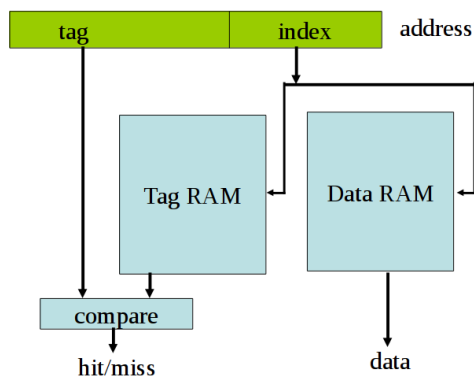 tag index address
Tag RAM Data RAM
compare
hit/miss data